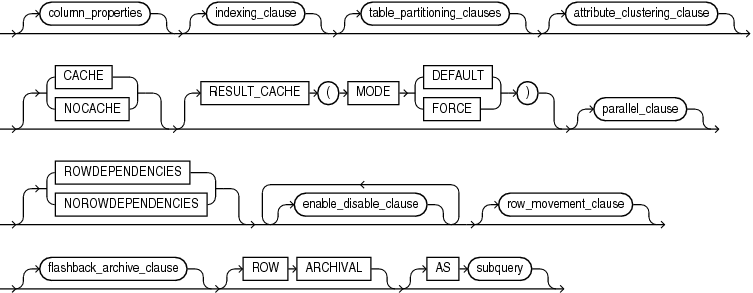 column_properties indexing_clause table_partitioning_clauses attribute_clustering_clause
CACHE
NOCACHE
RESULT_CACHE ( MODE
DEFAULT
FORCE
)
parallel_clause
ROWDEPENDENCIES
NOROWDEPENDENCIES
enable_disable_clause row_movement_clause
flashback_archive_clause ROW ARCHIVAL AS subquery